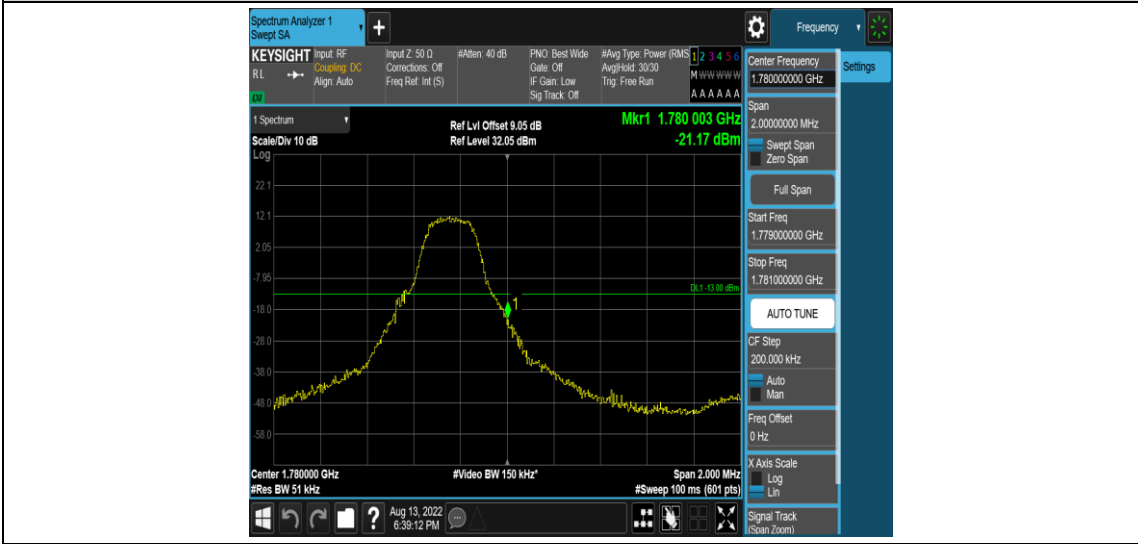 Spectrum Analyzer 1
Swept SA
+
Frequency
KEYSIGHT
RL
Input: RF
Coupling: DC
Align: Auto
Input Z: 50 Ω
Corrections: Off
Freq Ref: Int (S)
#Atten: 40 dB
PNO: Best Wide
Gate: Off
IF Gain: Low
Sig Track: Off
#Avg Type: Power (RMS
Avg|Hold: 30/30
Trig: Free Run
1 2 3 4 5 6
M W W W W W
A A A A A A
1 Spectrum
Scale/Div 10 dB
Log
Ref Lvl Offset 9.05 dB
Ref Level 32.05 dBm
Mkr1 1.780 003 GHz
-21.17 dBm
22.1
12.1
2.05
-7.95
-18.0
-28.0
-38.0
-48.0
-58.0
DL1 -13.00 dBm
1
Center 1.780000 GHz
#Res BW 51 kHz
#Video BW 150 kHz*
Span 2.000 MHz
#Sweep 100 ms (601 pts)
?
Aug 13, 2022
6:39:12 PM
Center Frequency
1.780000000 GHz
Settings
Span
2.00000000 MHz
Swept Span
Zero Span
Full Span
Start Freq
1.779000000 GHz
Stop Freq
1.781000000 GHz
AUTO TUNE
CF Step
200.000 kHz
Auto
Man
Freq Offset
0 Hz
X Axis Scale
Log
Lin
Signal Track
(Span Zoom)